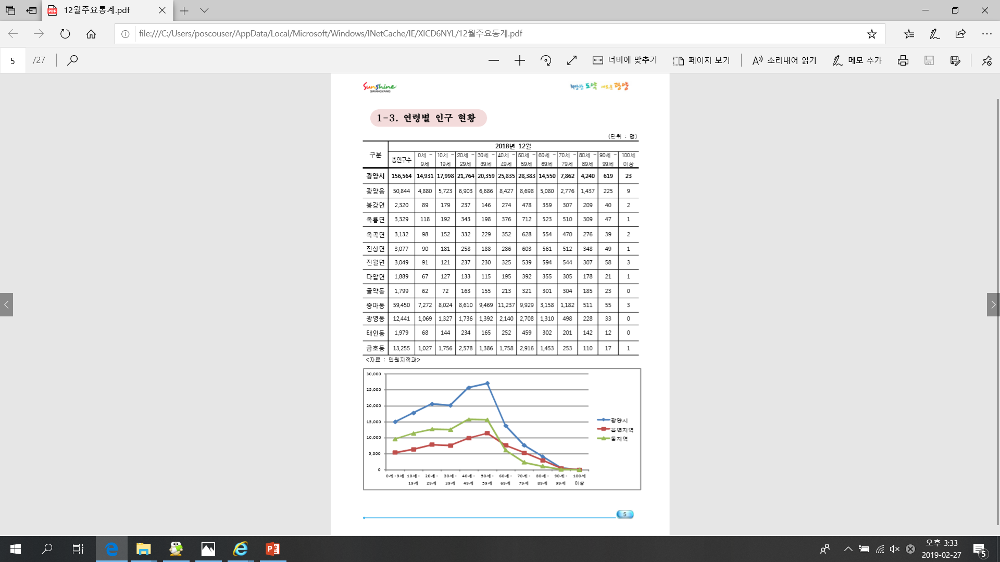 12월주요통계.pdf
file:///C:/Users/poscouser/AppData/Local/Microsoft/Windows/INetCache/IE/XICD6NYL/12월주요통계.pdf
5 /27 너비에 맞추기 페이지 보기 소리내어 읽기 메모 추가
Sunshine 희망찬 도약 새로운 광양
GWANGYANG
1-3. 연령별 인구 현황
(단위 : 명)
구분 2018년 12월
총인구수 0세 - 9세 10세 - 19세 20세 - 29세 30세 - 39세 40세 - 49세 50세 - 59세 60세 - 69세 70세 - 79세 80세 - 89세 90세 - 99세 100세 이상
광양시 156,564 14,931 17,998 21,764 20,359 25,835 28,383 14,550 7,862 4,240 619 23
광양읍 50,844 4,880 5,723 6,903 6,686 8,427 8,698 5,080 2,776 1,437 225 9
봉강면 2,320 89 179 237 146 274 478 359 307 209 40 2
옥룡면 3,329 118 192 343 198 376 712 523 510 309 47 1
옥곡면 3,132 98 152 332 229 352 628 554 470 276 39 2
진상면 3,077 90 181 258 188 286 603 561 512 348 49 1
진월면 3,049 91 121 237 230 325 539 594 544 307 58 3
다압면 1,889 67 127 133 115 195 392 355 305 178 21 1
골약동 1,799 62 72 163 155 213 321 301 304 185 23 0
중마동 59,450 7,272 8,024 8,610 9,469 11,237 9,929 3,158 1,182 511 55 3
광영동 12,441 1,069 1,327 1,736 1,392 2,140 2,708 1,310 498 228 33 0
태인동 1,979 68 144 234 165 252 459 302 201 142 12 0
금호동 13,255 1,027 1,756 2,578 1,386 1,758 2,916 1,453 253 110 17 1
<자료 : 민원지적과>
30,000
25,000
20,000
15,000
10,000
5,000
0
광양시
읍면지역
동지역
0세-9세 10세- 20세- 30세- 40세- 50세- 60세- 70세- 80세- 90세- 100세
19세 29세 39세 49세 59세 69세 79세 89세 99세 이상
5
오후 3:33
2019-02-27
5